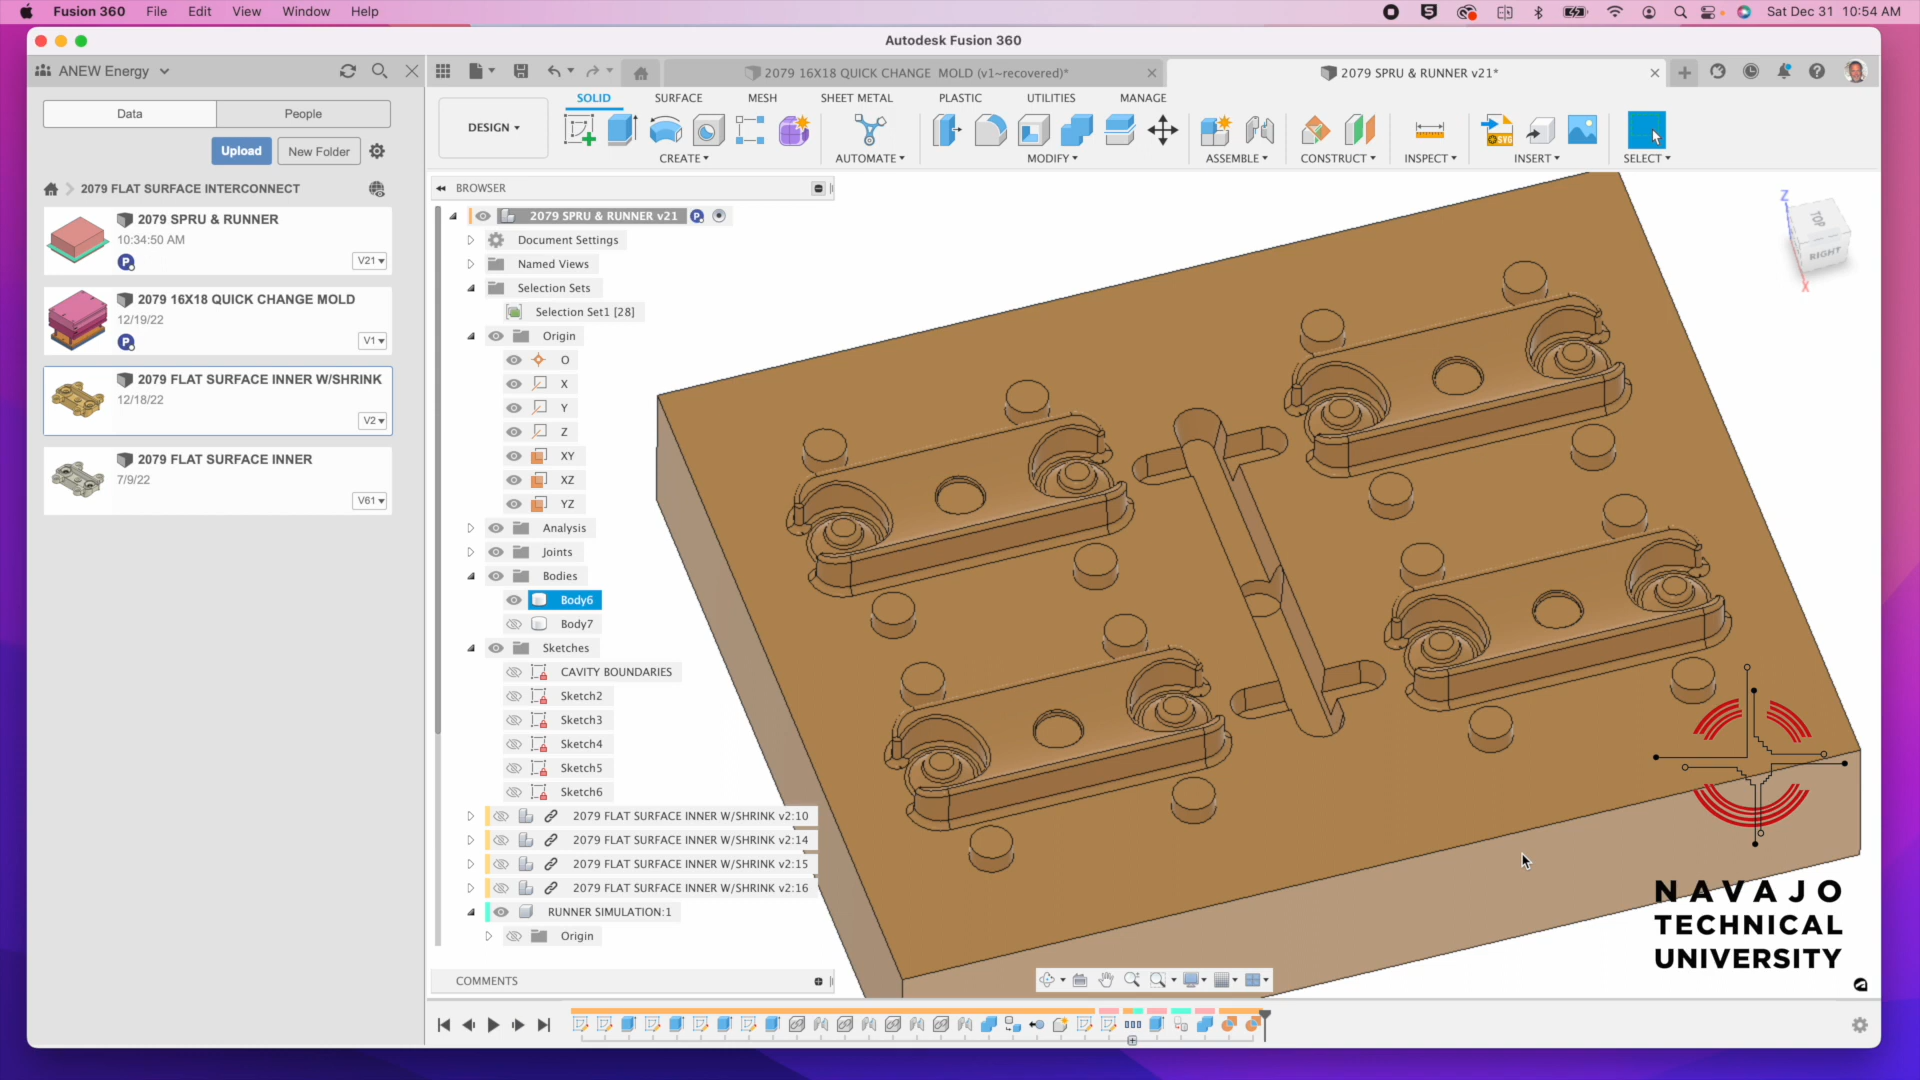 Fusion 360 File Edit View Window Help
Sat Dec 31 10:54 AM
Autodesk Fusion 360
ANEW Energy
2079 16X18 QUICK CHANGE MOLD (v1~recovered)*
2079 SPRU & RUNNER v21*
Data People
Upload New Folder
2079 FLAT SURFACE INTERCONNECT
2079 SPRU & RUNNER
10:34:50 AM
P
V21
2079 16X18 QUICK CHANGE MOLD
12/19/22
P
V1
2079 FLAT SURFACE INNER W/SHRINK
12/18/22
V2
2079 FLAT SURFACE INNER
7/9/22
V61
DESIGN
SOLID SURFACE MESH SHEET METAL PLASTIC UTILITIES MANAGE
SVG
CREATE AUTOMATE MODIFY ASSEMBLE CONSTRUCT INSPECT INSERT SELECT
BROWSER
2079 SPRU & RUNNER v21 P
Document Settings
Named Views
Selection Sets
Selection Set1 [28]
Origin
O
X
Y
Z
XY
XZ
YZ
Analysis
Joints
Bodies
Body6
Body7
Sketches
CAVITY BOUNDARIES
Sketch2
Sketch3
Sketch4
Sketch5
Sketch6
2079 FLAT SURFACE INNER W/SHRINK v2:10
2079 FLAT SURFACE INNER W/SHRINK v2:14
2079 FLAT SURFACE INNER W/SHRINK v2:15
2079 FLAT SURFACE INNER W/SHRINK v2:16
RUNNER SIMULATION:1
Origin
COMMENTS
Z
TOP
RIGHT
X
NAVAJO
TECHNICAL
UNIVERSITY